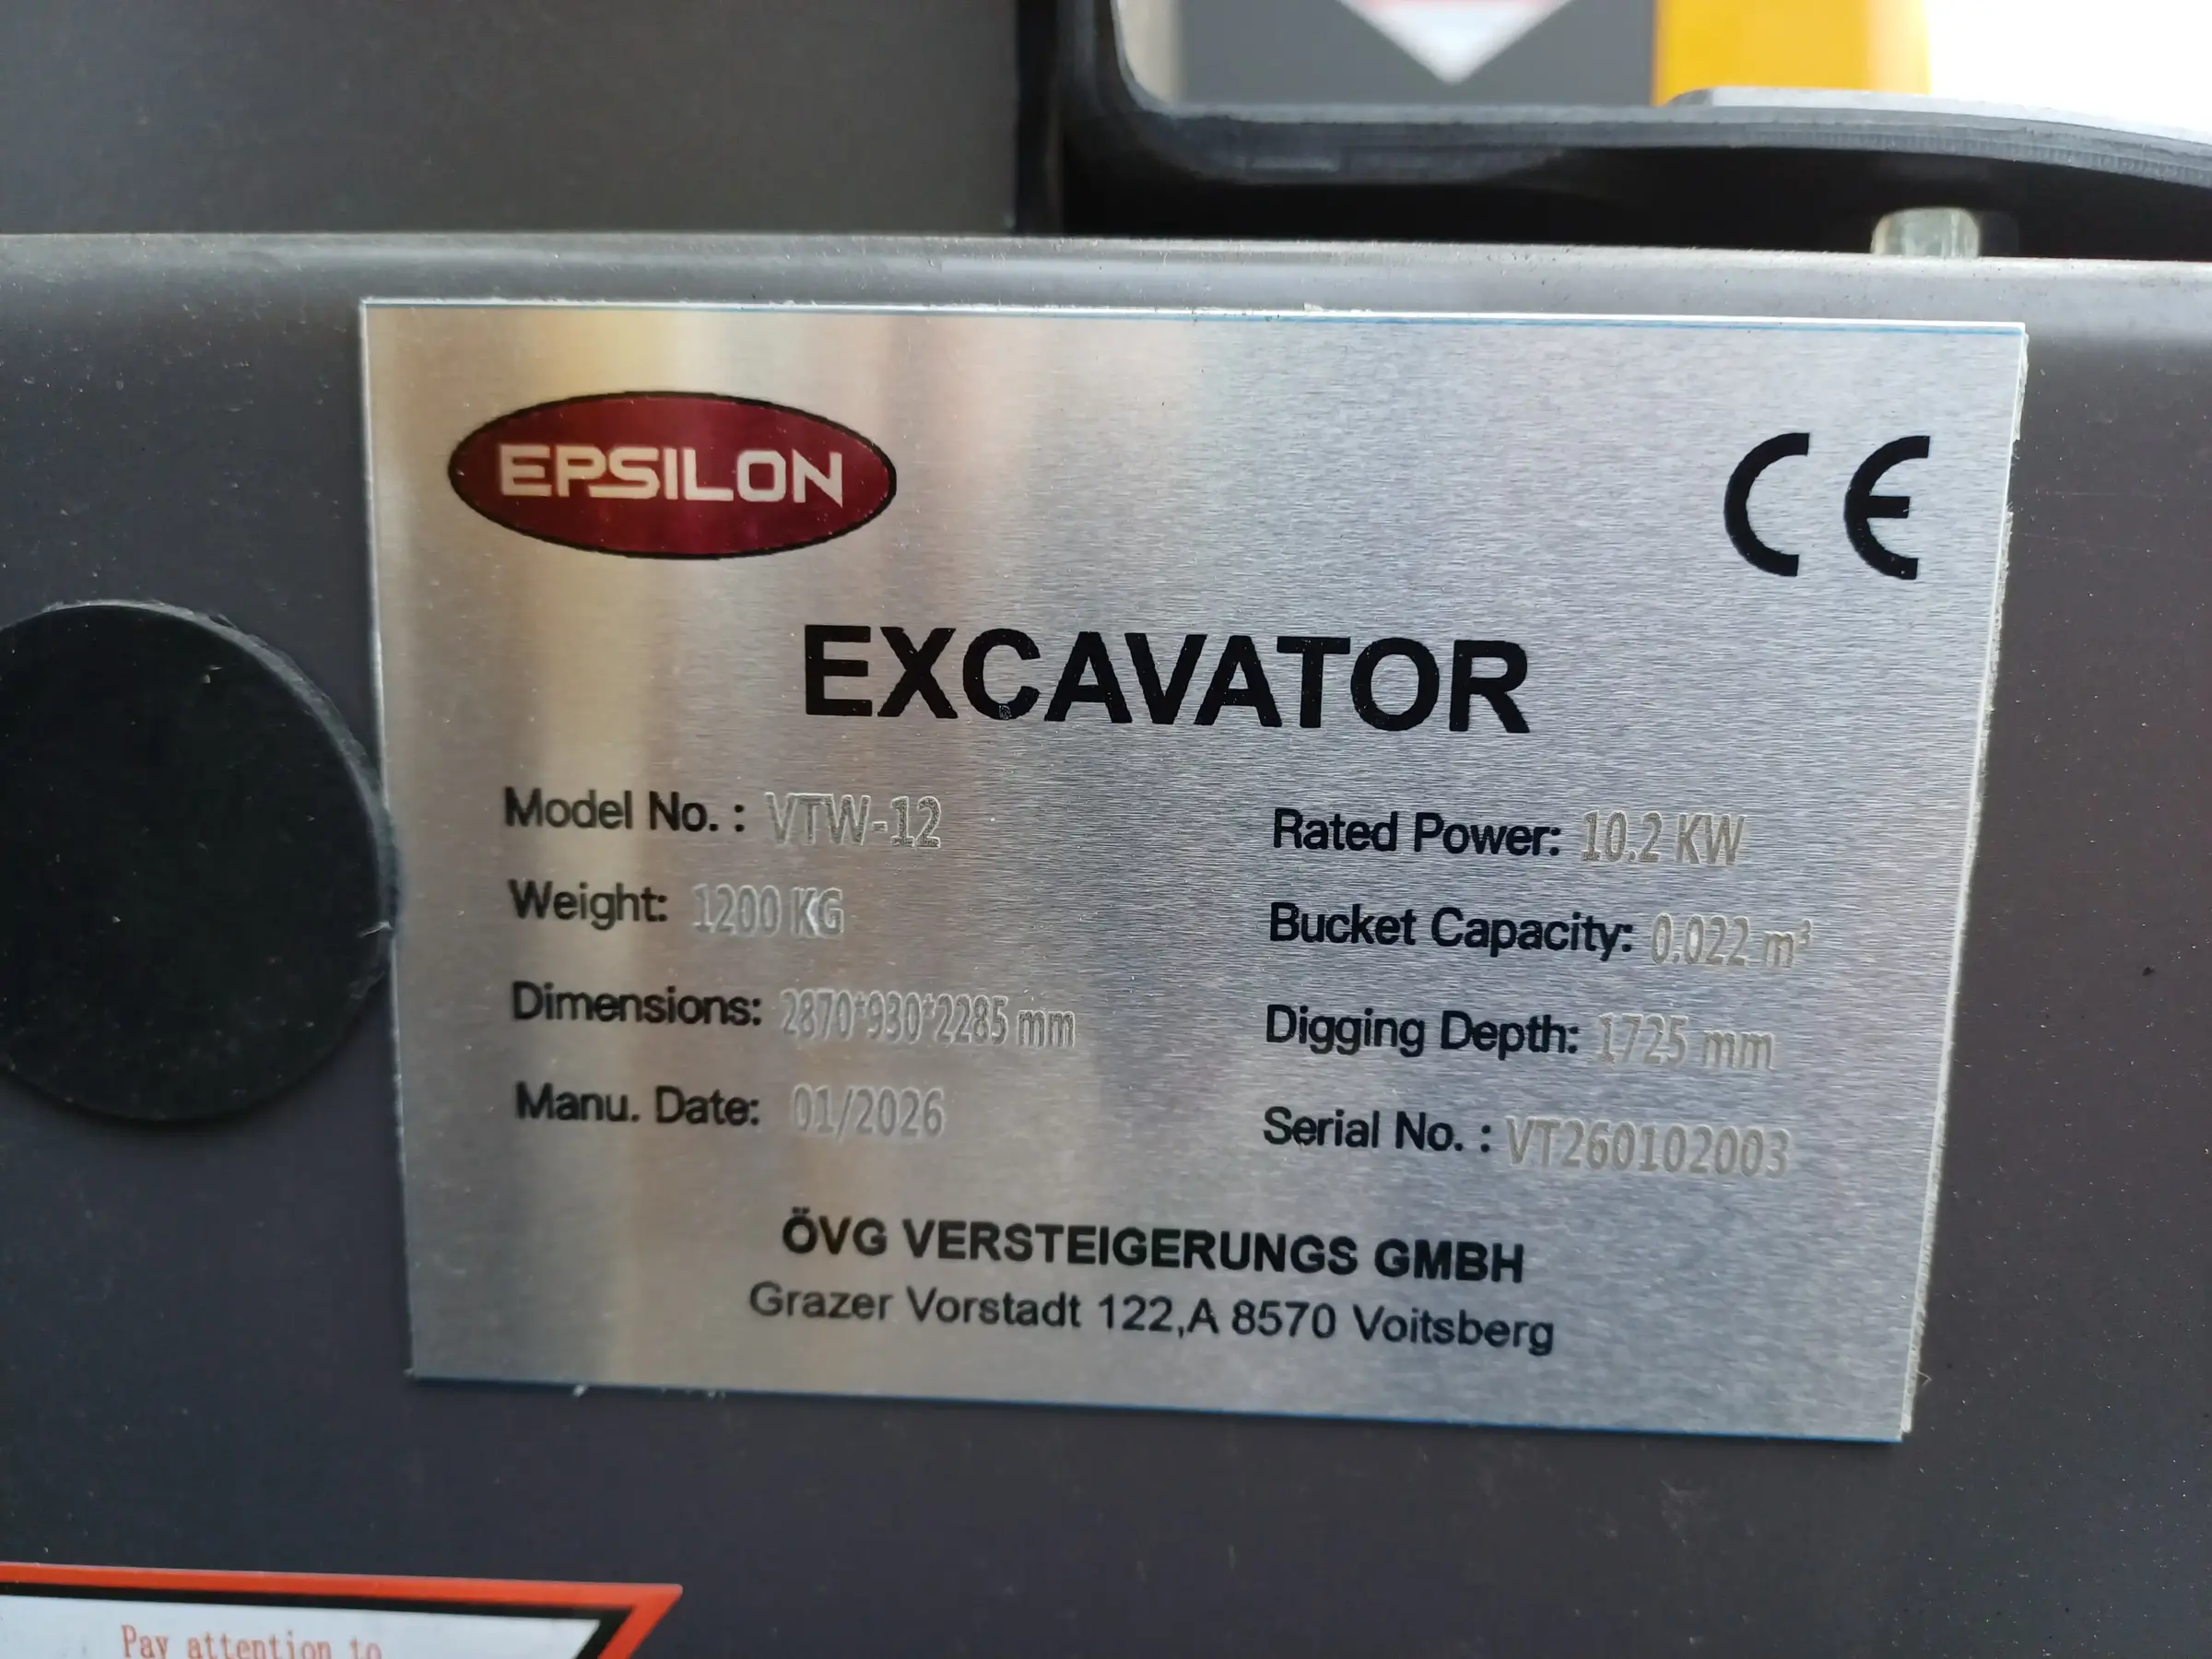 EPSILON
CE
EXCAVATOR
Model No. : VTW-12
Rated Power: 10.2 KW
Weight: 1200 KG
Bucket Capacity: 0.022 m³
Dimensions: 2870*930*2285 mm
Digging Depth: 1725 mm
Manu. Date: 01/2026
Serial No. : VT260102003
ÖVG VERSTEIGERUNGS GMBH
Grazer Vorstadt 122,A 8570 Voitsberg
Pay attention to